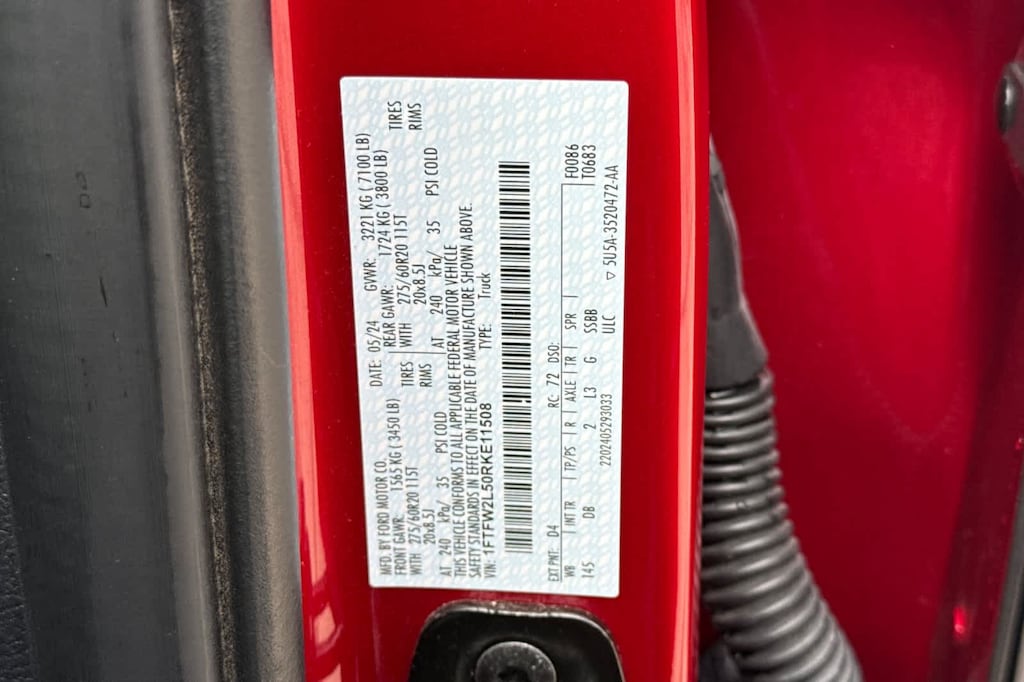 MFD. BY FORD MOTOR CO.
DATE: 05/24 GVWR: 3221 KG ( 7100 LB)
FRONT GAWR: 1565 KG ( 3450 LB)
REAR GAWR: 1724 KG ( 3800 LB)
WITH 275/60R20 115T TIRES
WITH 275/60R20 115T TIRES
20x8.5J RIMS
20x8.5J RIMS
AT 240 kPa/ 35 PSI COLD
AT 240 kPa/ 35 PSI COLD
THIS VEHICLE CONFORMS TO ALL APPLICABLE FEDERAL MOTOR VEHICLE
SAFETY STANDARDS IN EFFECT ON THE DATE OF MANUFACTURE SHOWN ABOVE.
VIN: 1FTFW2L50RKE11508 TYPE: Truck
EXT PNT: D4 RC: 72 DSO: F0086
WB | INT TR | TP/PS | R | AXLE | TR | SPR | T0683
145 DB 2 L3 G SSBB
2202405293033 ULC ▽ 5U5A-3520472-AA